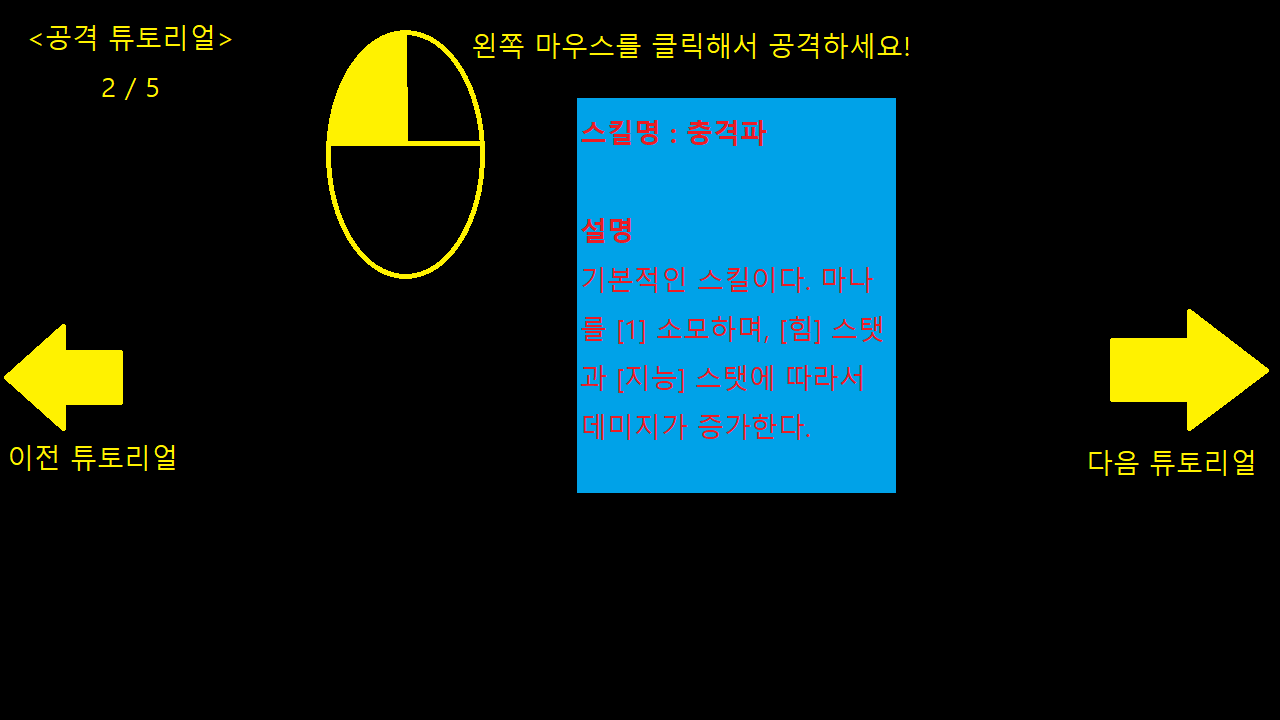 <공격 튜토리얼>
2 / 5
왼쪽 마우스를 클릭해서 공격하세요!
스킬명 : 충격파
설명
기본적인 스킬이다. 마나
를 [1] 소모하며, [힘] 스탯
과 [지능] 스탯에 따라서
데미지가 증가한다.
이전 튜토리얼
다음 튜토리얼